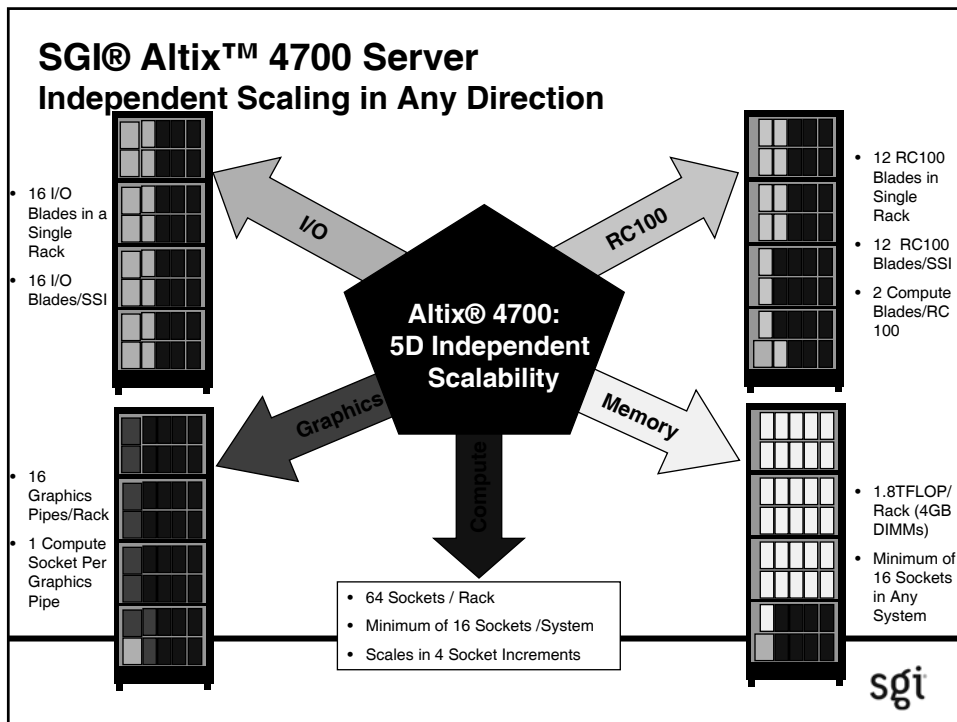 SGI® Altix™ 4700 Server
Independent Scaling in Any Direction
• 16 I/O
Blades in a
Single
Rack
• 16 I/O
Blades/SSI
I/O
RC100
• 12 RC100
Blades in
Single
Rack
• 12 RC100
Blades/SSI
• 2 Compute
Blades/RC
100
Altix® 4700:
5D Independent
Scalability
Graphics
Compute
Memory
• 16
Graphics
Pipes/Rack
• 1 Compute
Socket Per
Graphics
Pipe
• 64 Sockets / Rack
• Minimum of 16 Sockets /System
• Scales in 4 Socket Increments
• 1.8TFLOP/
Rack (4GB
DIMMs)
• Minimum of
16 Sockets
in Any
System
sgi